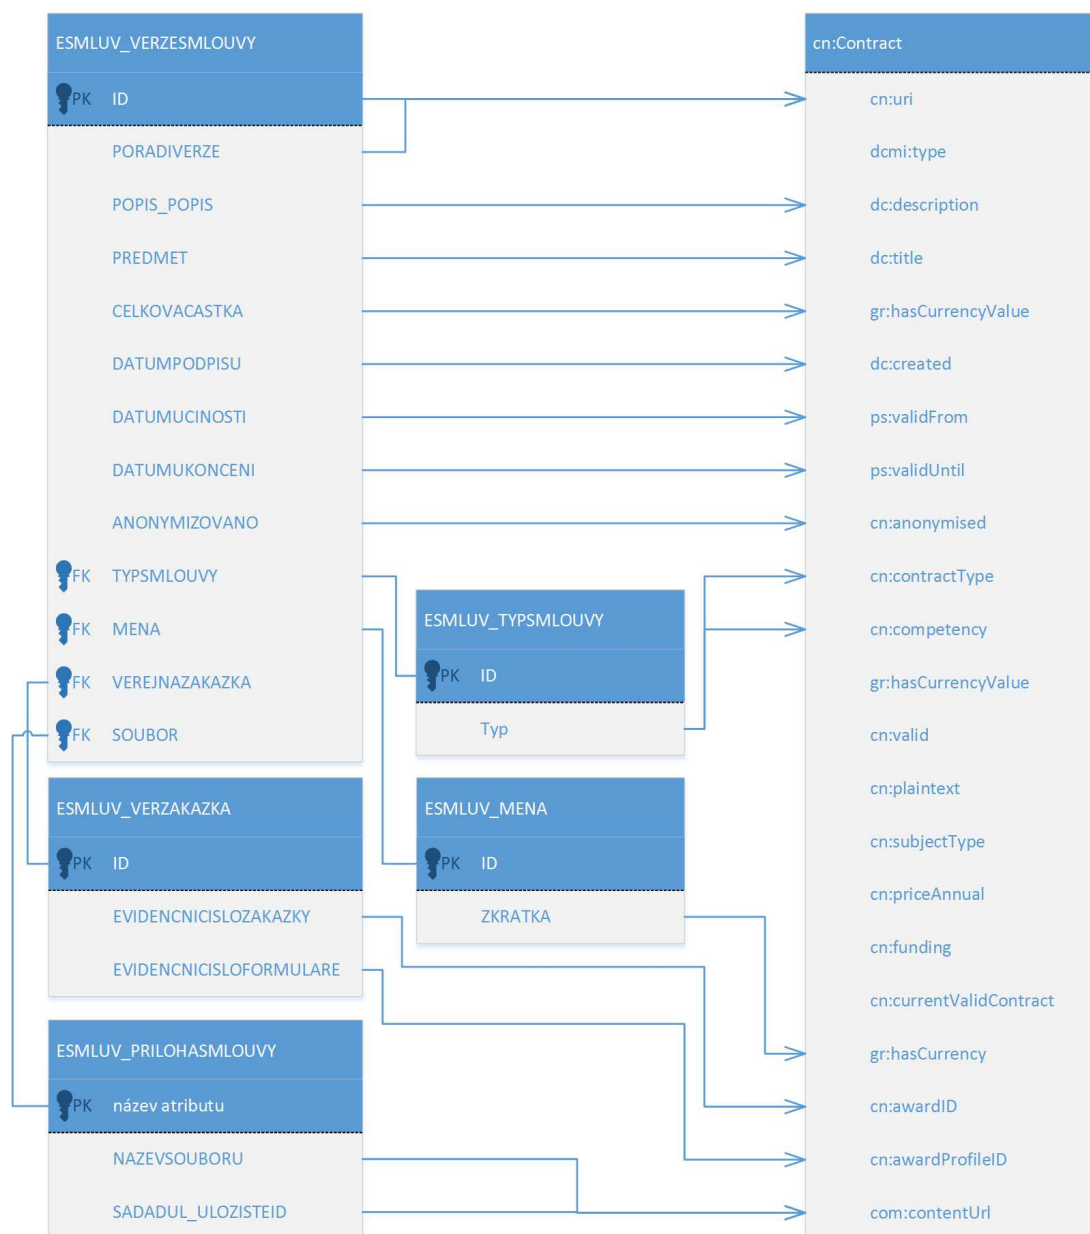 ESMLUV_VERZESMLOUVY
PK ID
PORADIVERZE
POPIS_POPIS
PREDMET
CELKOVACASTKA
DATUMPODPISU
DATUMUCINOSTI
DATUMUKONCENI
ANONYMIZOVANO
FK TYPSMLOUVY
FK MENA
FK VEREJNAZAKAZKA
FK SOUBOR
ESMLUV_VERZAKAZKA
PK ID
EVIDENCNICISLOZAKAZKY
EVIDENCNICISLOFORMULARE
ESMLUV_PRILOHASMLOUVY
PK název atributu
NAZEVSOUBORU
SADADUL_ULOZISTEID
ESMLUV_TYPSMLOUVY
PK ID
Typ
ESMLUV_MENA
PK ID
ZKRATKA
cn:Contract
cn:uri
dcmi:type
dc:description
dc:title
gr:hasCurrencyValue
dc:created
ps:validFrom
ps:validUntil
cn:anonymised
cn:contractType
cn:competency
gr:hasCurrencyValue
cn:valid
cn:plaintext
cn:subjectType
cn:priceAnnual
cn:funding
cn:currentValidContract
gr:hasCurrency
cn:awardID
cn:awardProfileID
com:contentUrl